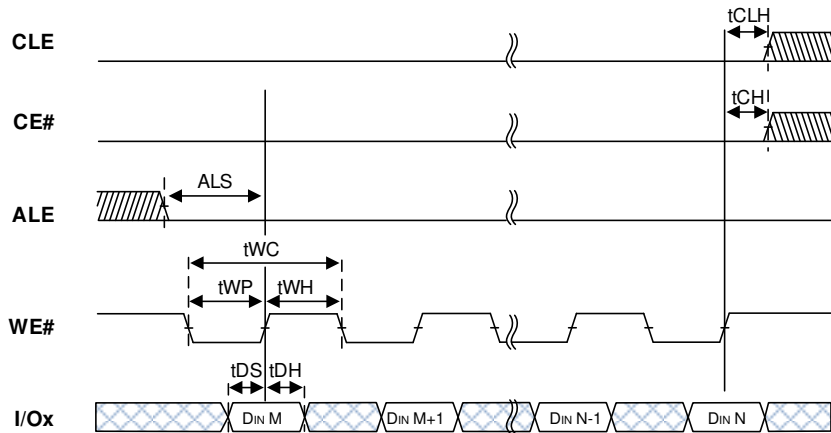 tCLH
CLE
tCH
CE#
ALS
ALE
tWC
tWP tWH
WE#
tDS tDH
I/Ox DIN M DIN M+1 DIN N-1 DIN N